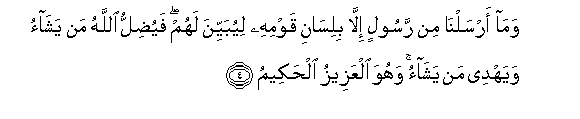 وَمَآ أَرْسَلْنَا مِن رَّسُولٍ إِلَّا بِلِسَانِ قَوْمِهِۦ لِيُبَيِّنَ لَهُمْ ۖ فَيُضِلُّ ٱللَّهُ مَن يَشَآءُ
وَيَهْدِى مَن يَشَآءُ ۚ وَهُوَ ٱلْعَزِيزُ ٱلْحَكِيمُ ﴿٤﴾